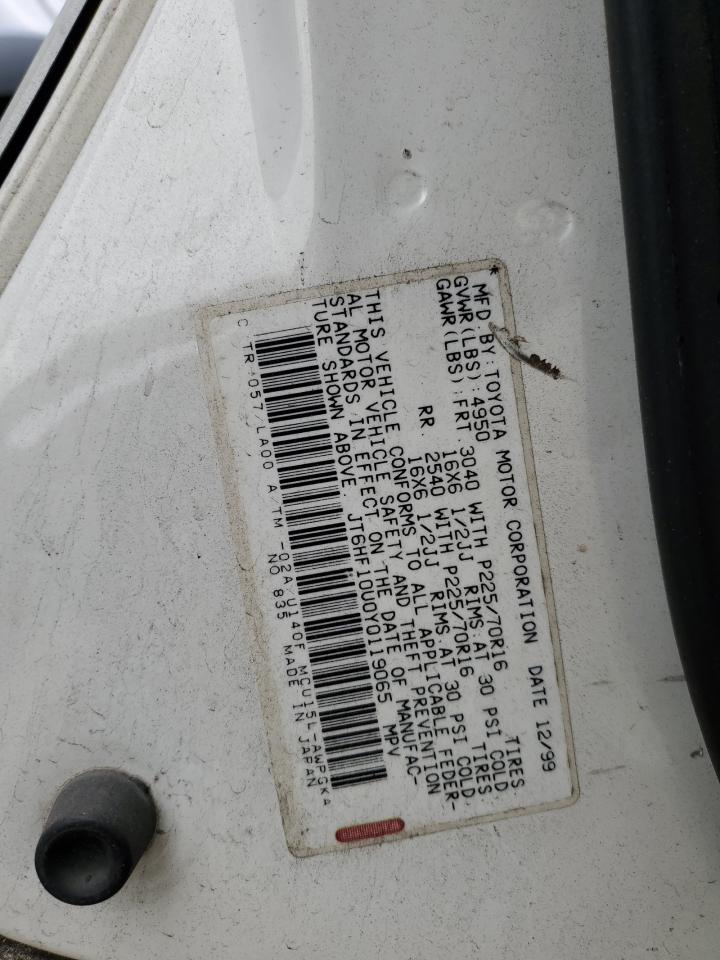 * MFD BY: TOYOTA MOTOR CORPORATION DATE 12/99
GVWR(LBS): 4950 TIRES
GAWR(LBS): FRT. 3040 WITH P225/70R16
16X6 1/2JJ RIMS: AT 30 PSI COLD
RR. 2540 WITH P225/70R16 TIRES
16X6 1/2JJ RIMS: AT 30 PSI COLD,
THIS VEHICLE CONFORMS TO ALL APPLICABLE FEDER-
AL MOTOR VEHICLE SAFETY AND THEFT PREVENTION
STANDARDS IN EFFECT ON THE DATE OF MANUFAC-
TURE SHOWN ABOVE. JT6HF10U0Y0119065 MPV
C/TR:057/LA00 A/TM:-02A/U140F MCU15L-AWPGKA
NO 835 MADE IN JAPAN